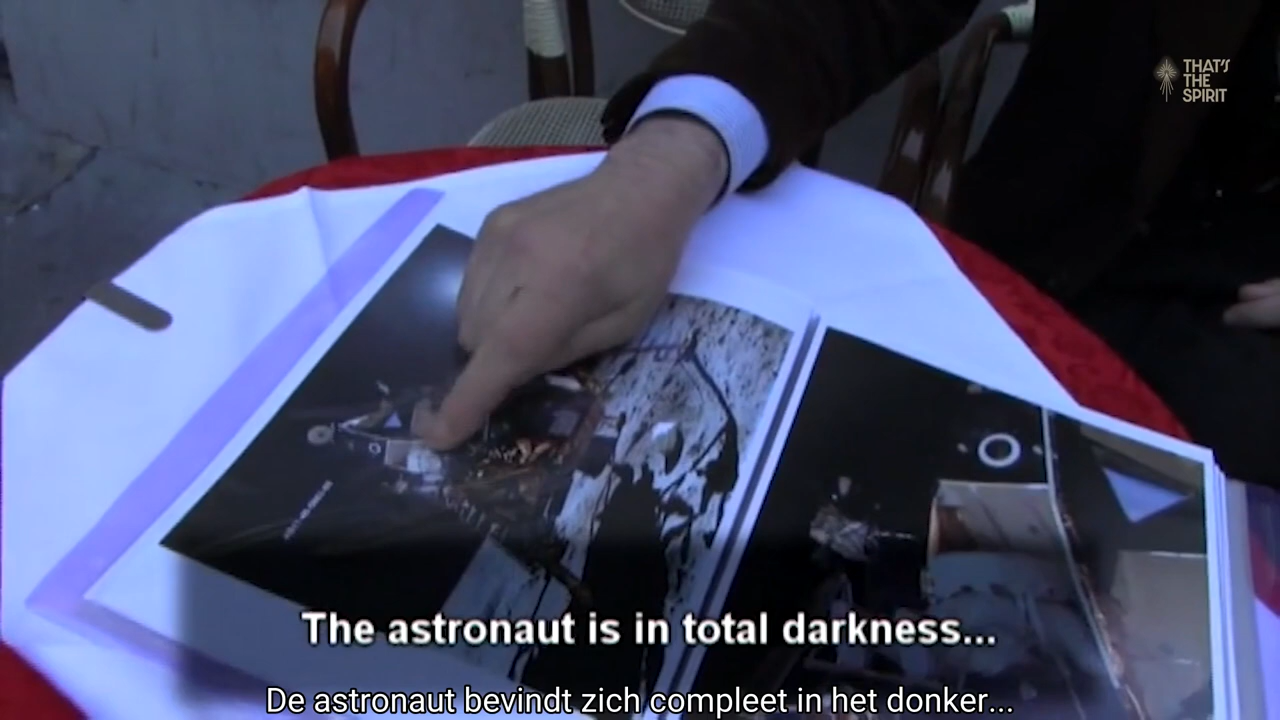 THAT'S
THE
SPIRIT
The astronaut is in total darkness...
De astronaut bevindt zich compleet in het donker...